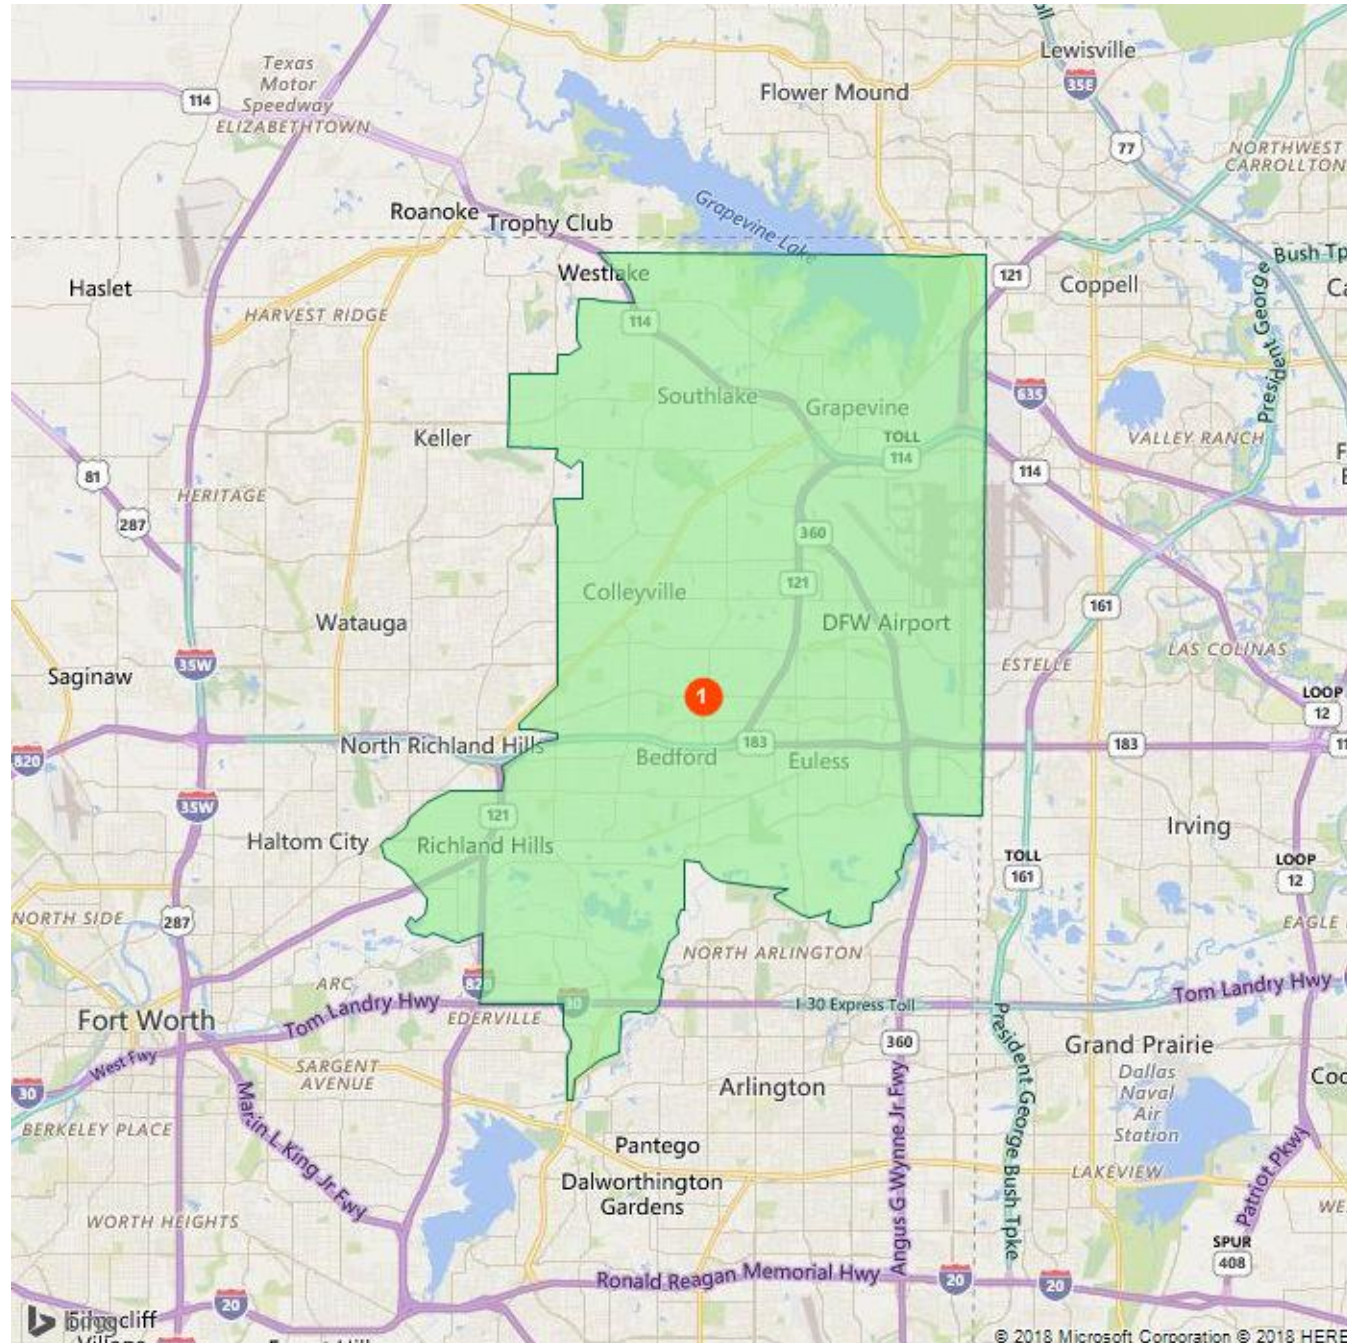 Toll
Lewisville
Texas
Motor
Speedway
ELIZABETHTOWN
35E
Flower Mound
114
77
NORTHWEST
CARROLLTON
Grapevine Lake
Roanoke
Trophy Club
Bush Tp
Westlake
121
Coppell
Haslet
President George
HARVEST RIDGE
114
635
Southlake
Grapevine
Keller
TOLL
114
VALLEY RANCH
81
114
HERITAGE
287
360
121
161
Colleyville
Watauga
DFW Airport
LAS COLINAS
35W
ESTELLE
Saginaw
1
LOOP
12
North Richland Hills
183
183
820
Bedford
Euless
35W
121
Irving
Haltom City
Richland Hills
TOLL
161
LOOP
12
NORTH SIDE
287
EAGLE
NORTH ARLINGTON
ARC
820
Tom Landry Hwy
30
I-30 Express Toll
Tom Landry Hwy
Fort Worth
EDERVILLE
President George Bush Tpke
360
Grand Prairie
West Fwy
SARGENT
AVENUE
Dallas
Naval
Air
Station
30
Arlington
Angus G Wynne Jr Fwy
BERKELEY PLACE
Martin L King Jr Fwy
Pantego
LAKEVIEW
Patriot Pkwy
Dalworthington
Gardens
WORTH HEIGHTS
SPUR
408
Ronald Reagan Memorial Hwy
20
20
20
bing
© 2018 Microsoft Corporation © 2018 HERE